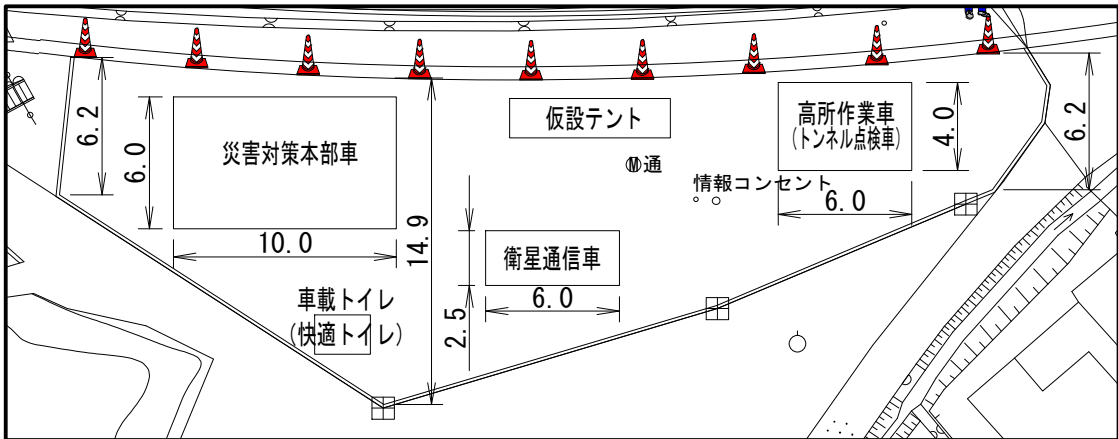 6.2
6.0
災害対策本部車
10.0
14.9
車載トイレ
(快適トイレ)
仮設テント
Ⓜ通
情報コンセント
衛星通信車
6.0
2.5
高所作業車
(トンネル点検車)
4.0
6.0
6.2